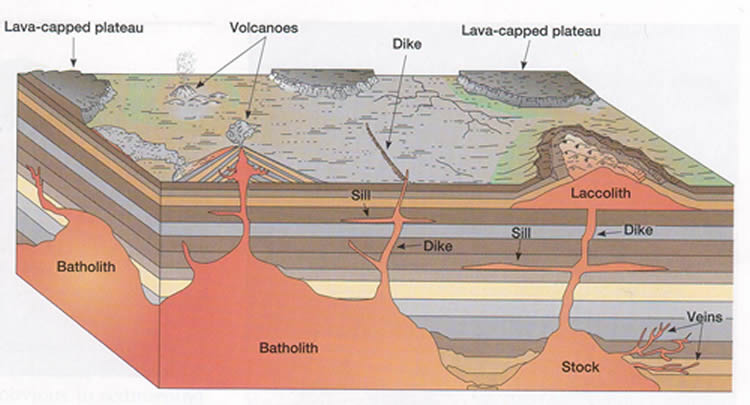 Lava-capped plateau
Volcanoes
Dike
Lava-capped plateau
Laccolith
Sill
Dike
Sill
Dike
Batholith
Batholith
Stock
Veins